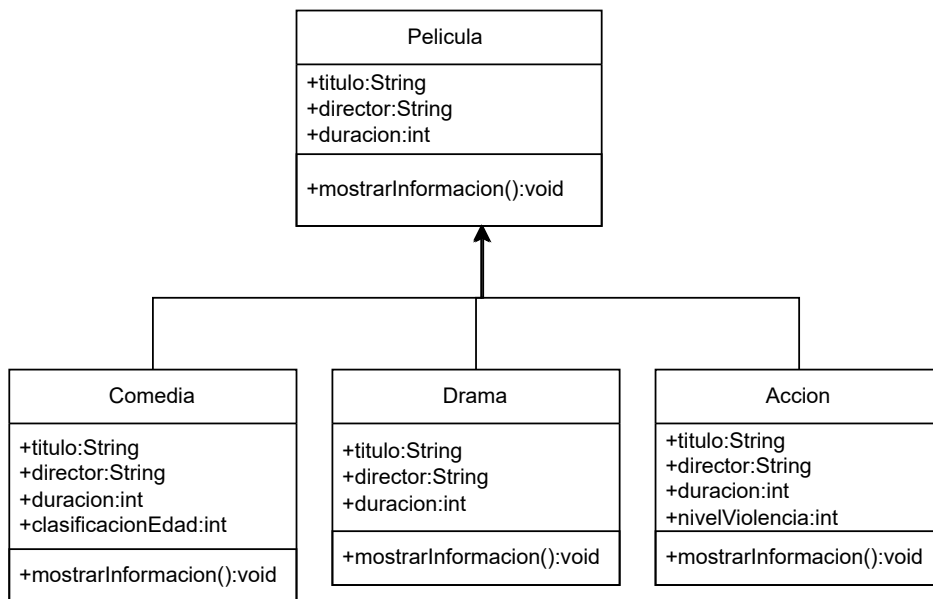 Pelicula
+titulo:String
+director:String
+duracion:int
+mostrarInformacion():void
Comedia
+titulo:String
+director:String
+duracion:int
+clasificacionEdad:int
+mostrarInformacion():void
Drama
+titulo:String
+director:String
+duracion:int
+mostrarInformacion():void
Accion
+titulo:String
+director:String
+duracion:int
+nivelViolencia:int
+mostrarInformacion():void